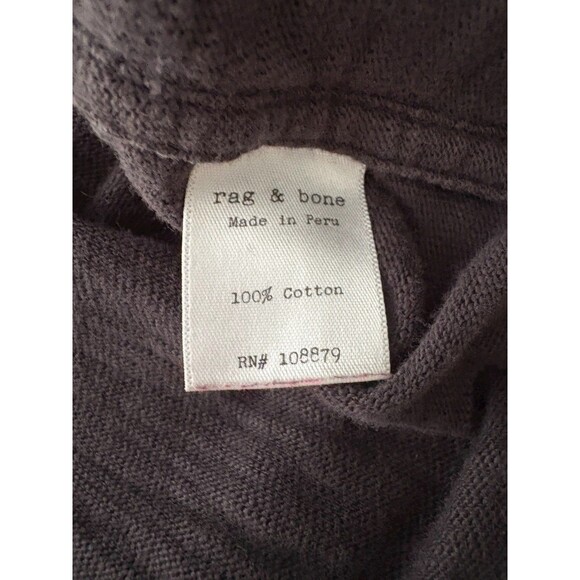 rag & bone
Made in Peru
100% Cotton
RN# 108879